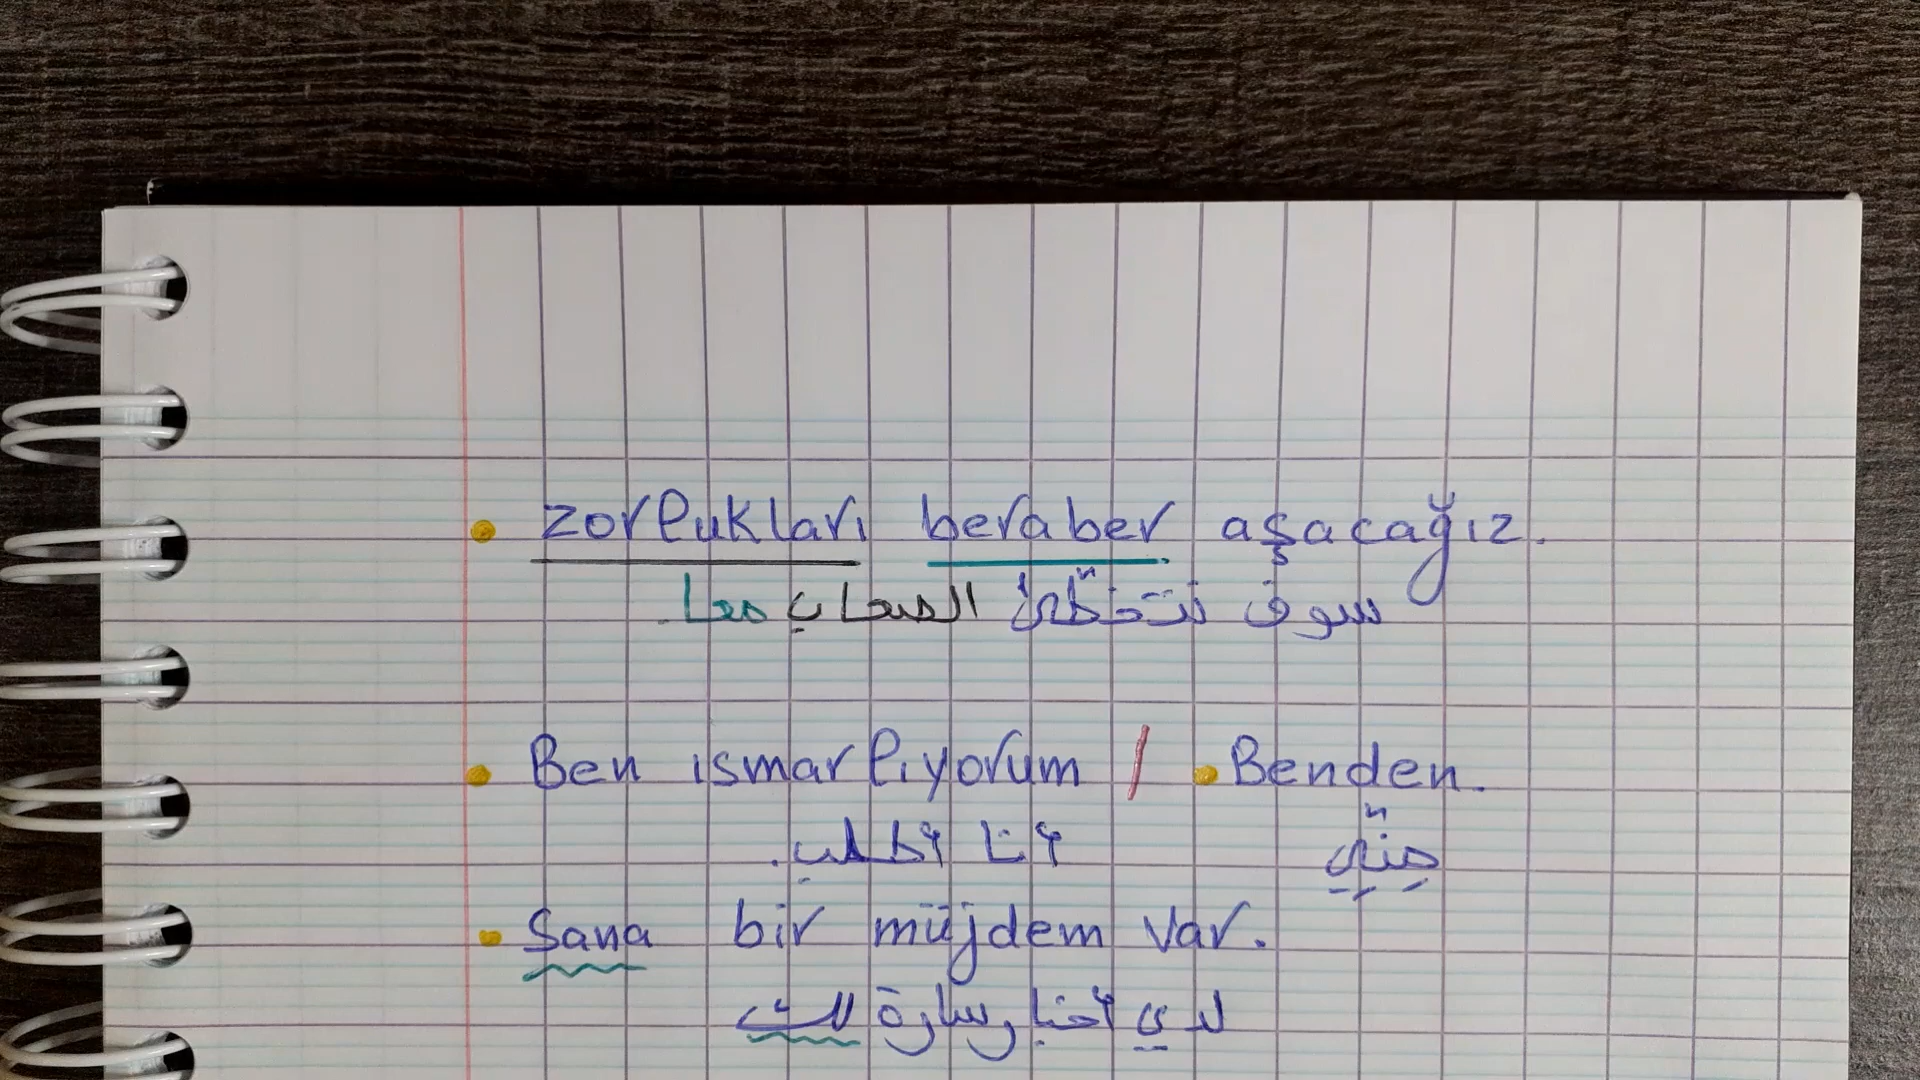 • zorlukları beraber aşacağız.
سوف نتخطّى الصعاب معا.
• Ben ısmarlıyorum / • Benden.
أنا أطلب. منّي
• Sana bir müjdem var.
لدي أخبار سارة لك